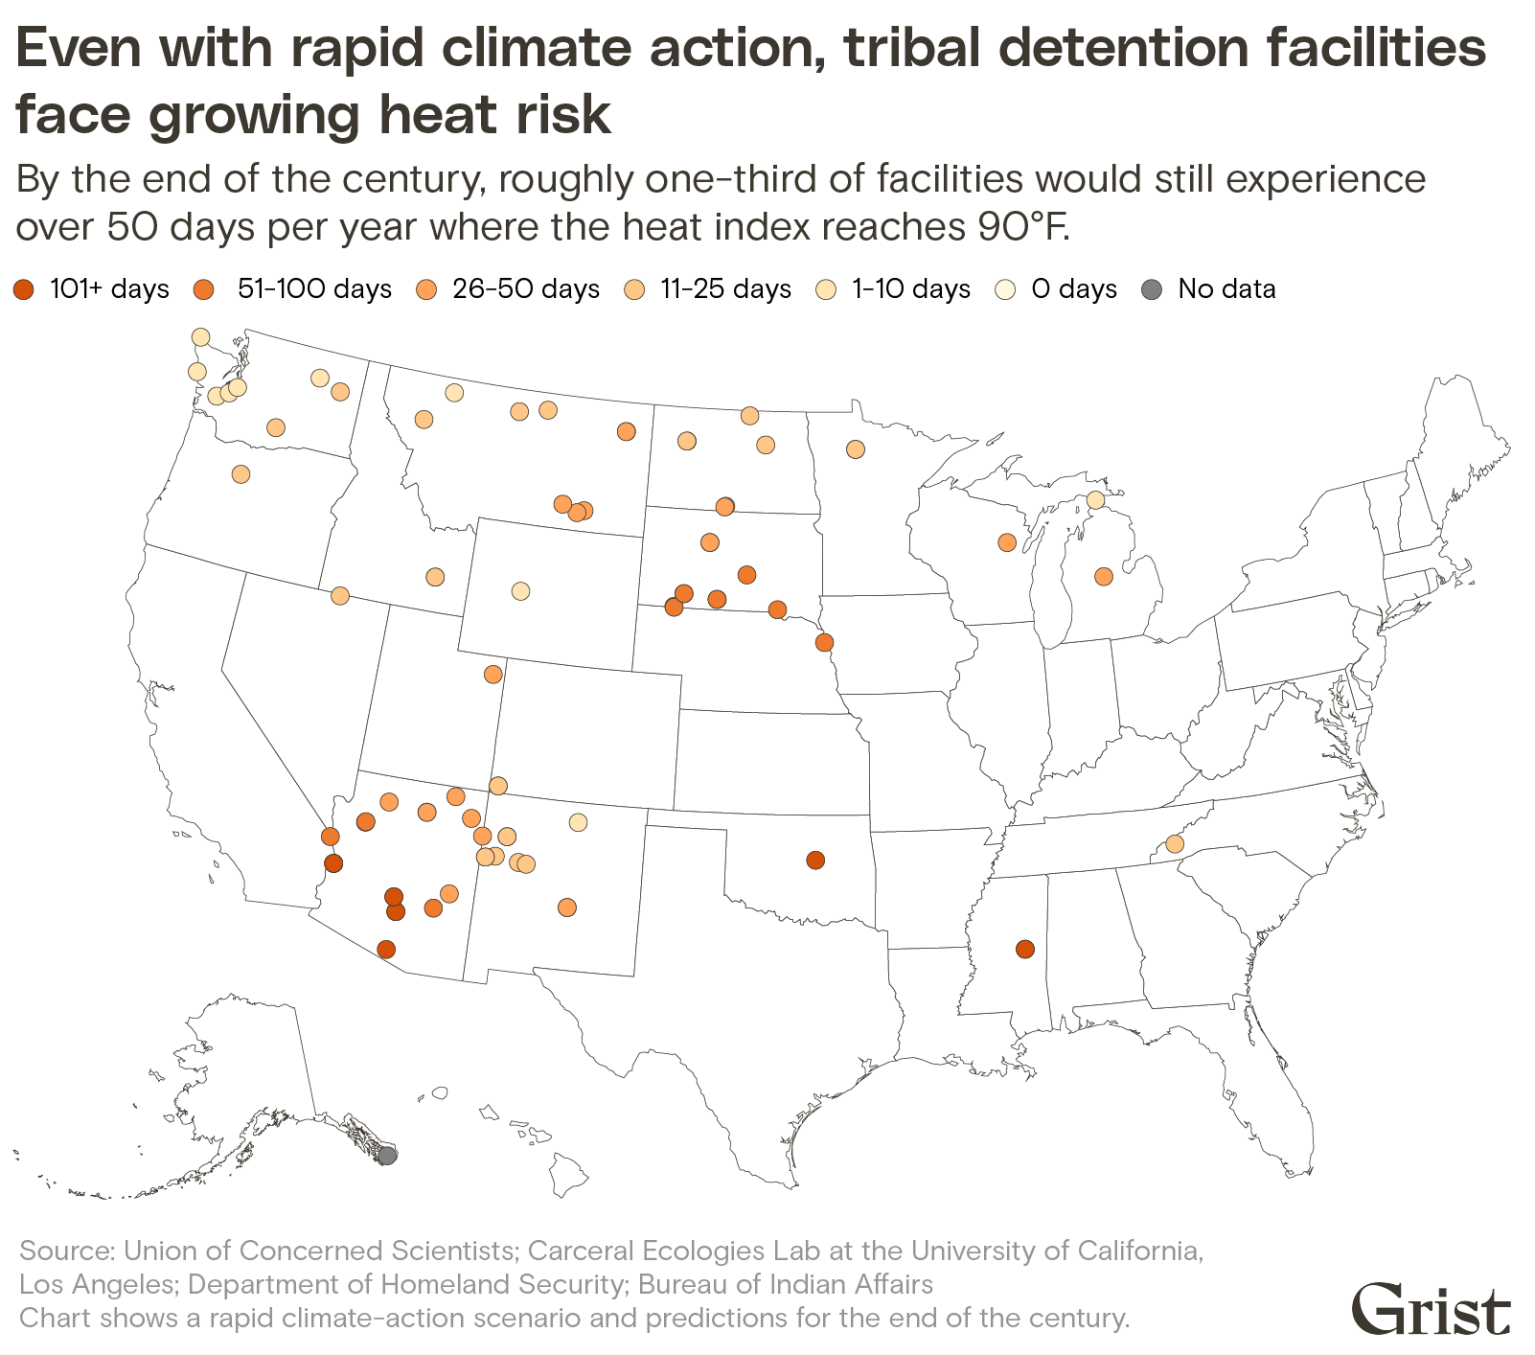 Even with rapid climate action, tribal detention facilities
face growing heat risk
By the end of the century, roughly one-third of facilities would still experience
over 50 days per year where the heat index reaches 90°F.
101+ days 51-100 days 26-50 days 11-25 days 1-10 days 0 days No data
Source: Union of Concerned Scientists; Carceral Ecologies Lab at the University of California,
Los Angeles; Department of Homeland Security; Bureau of Indian Affairs
Chart shows a rapid climate-action scenario and predictions for the end of the century.
Grist